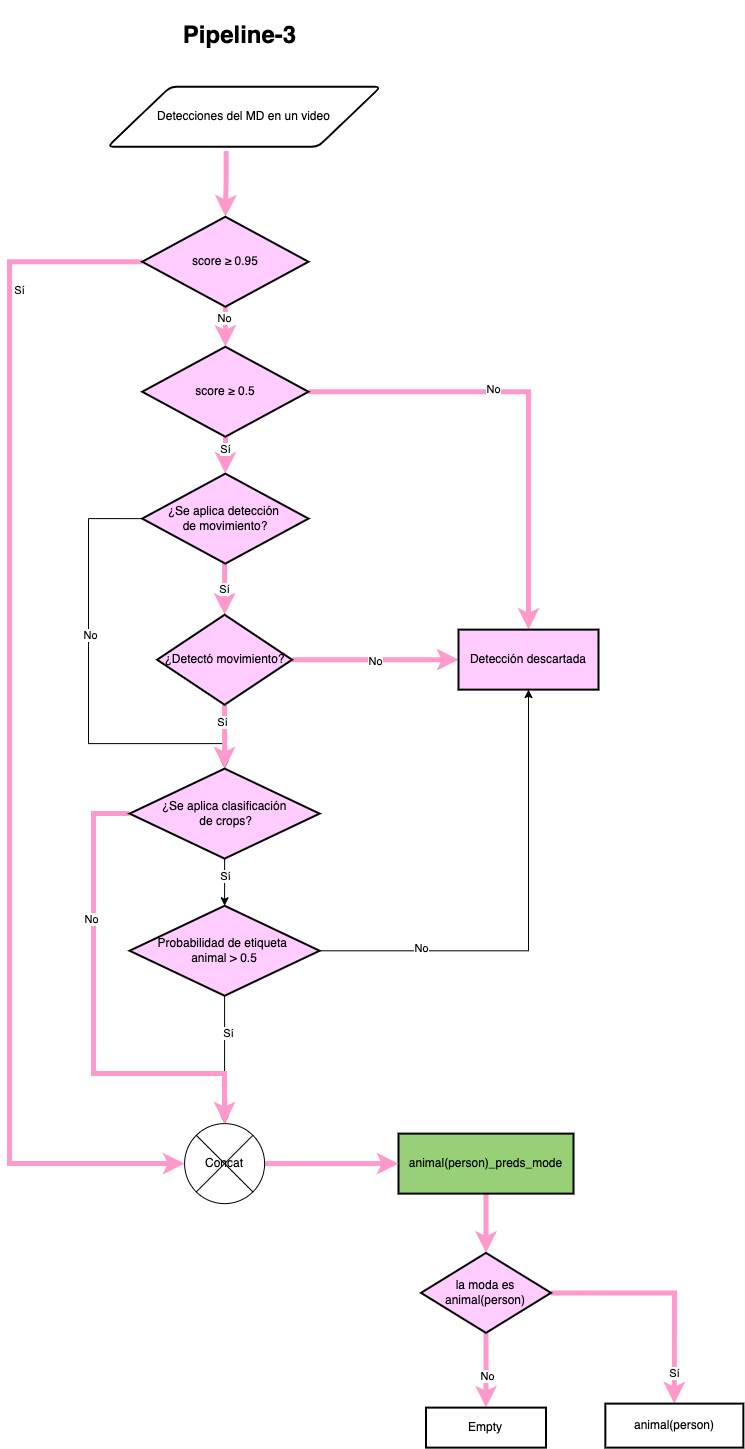 Pipeline-3
Detecciones del MD en un video
score ≥ 0.95
Sí
No
score ≥ 0.5
No
Sí
¿Se aplica detección
de movimiento?
Sí
No
¿Detectó movimiento?
No
Detección descartada
Sí
¿Se aplica clasificación
de crops?
Sí
No
Probabilidad de etiqueta
animal > 0.5
No
Sí
Concat
animal(person)_preds_mode
la moda es
animal(person)
No
Sí
Empty
animal(person)